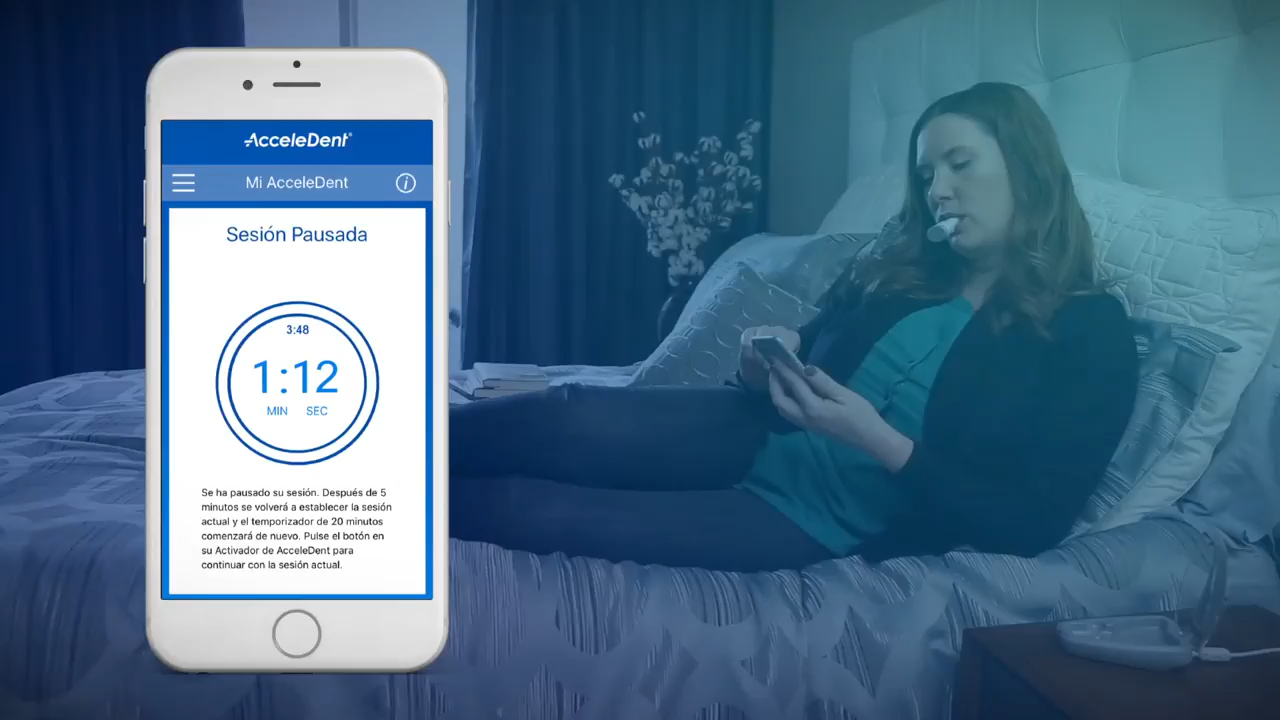 AcceleDent®
Mi AcceleDent
Sesión Pausada
3:48
1:12
MIN SEC
Se ha pausado su sesión. Después de 5
minutos se volverá a establecer la sesión
actual y el temporizador de 20 minutos
comenzará de nuevo. Pulse el botón en
su Activador de AcceleDent para
continuar con la sesión actual.